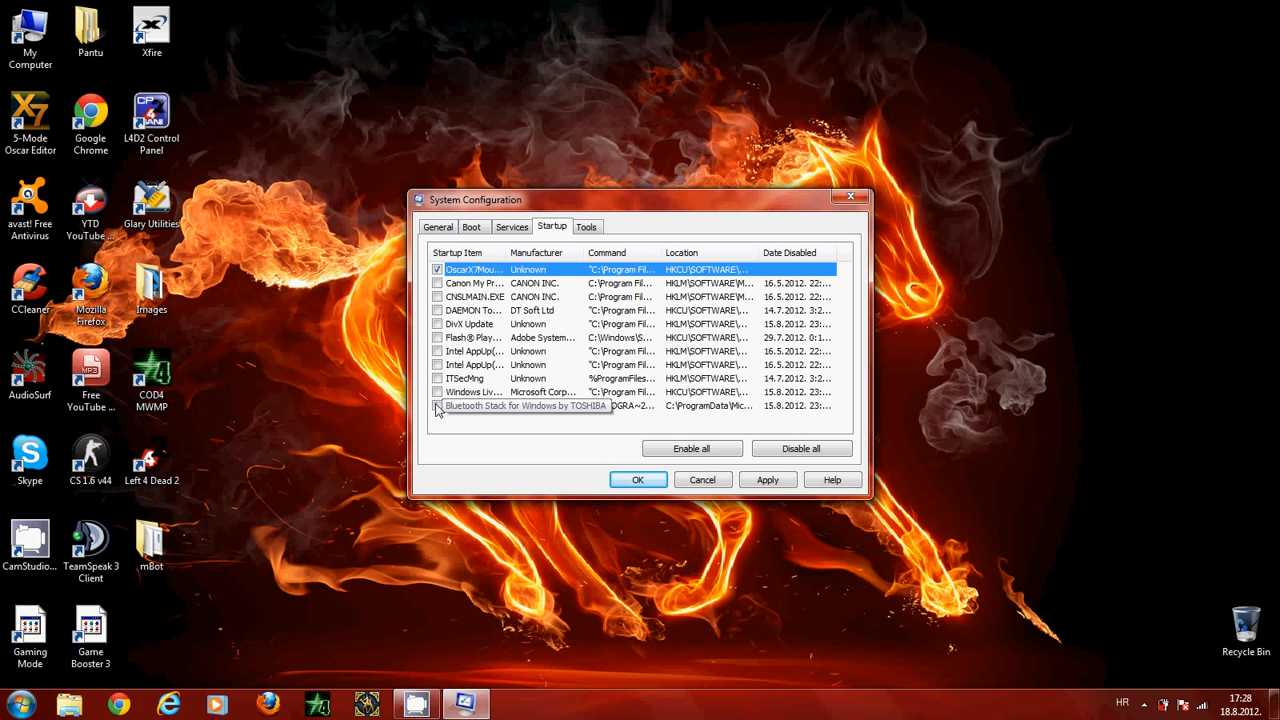 My
Computer
Pantu
Xfire
5-Mode
Oscar Editor
Google
Chrome
L4D2 Control
Panel
avast! Free
Antivirus
YTD
YouTube ...
Glary Utilities
CCleaner
Mozilla
Firefox
Images
AudioSurf
MP3
Free
YouTube ...
COD4
MWMP
Skype
CS 1.6 v44
Left 4 Dead 2
CamStudio...
TeamSpeak 3
Client
mBot
Gaming
Mode
Game
Booster 3
Recycle Bin
System Configuration
General Boot Services Startup Tools
Startup Item Manufacturer Command Location Date Disabled
OscarX7Mou... Unknown "C:\Program Fil... HKCU\SOFTWARE\...
Canon My Pr... CANON INC. C:\Program Fil... HKLM\SOFTWARE\M... 16.5.2012. 22:...
CNSLMAIN.EXE CANON INC. C:\Program Fil... HKLM\SOFTWARE\M... 16.5.2012. 22:...
DAEMON To... DT Soft Ltd "C:\Program Fil... HKCU\SOFTWARE\... 14.7.2012. 3:2...
DivX Update Unknown "C:\Program Fil... HKLM\SOFTWARE\M... 15.8.2012. 23:...
Flash® Play... Adobe System... C:\Windows\S... HKCU\SOFTWARE\... 29.7.2012. 0:1...
Intel AppUp(... Unknown "C:\Program Fil... HKLM\SOFTWARE\... 16.5.2012. 22:...
Intel AppUp(... Unknown "C:\Program Fil... HKLM\SOFTWARE\... 16.5.2012. 22:...
ITSecMng Unknown %ProgramFiles... HKLM\SOFTWARE\... 14.7.2012. 3:2...
Windows Liv... Microsoft Corp... "C:\Program Fil... HKCU\SOFTWARE\... 15.8.2012. 23:...
Bluetooth Stack for Windows by TOSHIBA OGRA~2... C:\ProgramData\Mic... 15.8.2012. 23:...
Enable all Disable all
OK Cancel Apply Help
HR
17:28
18.8.2012.